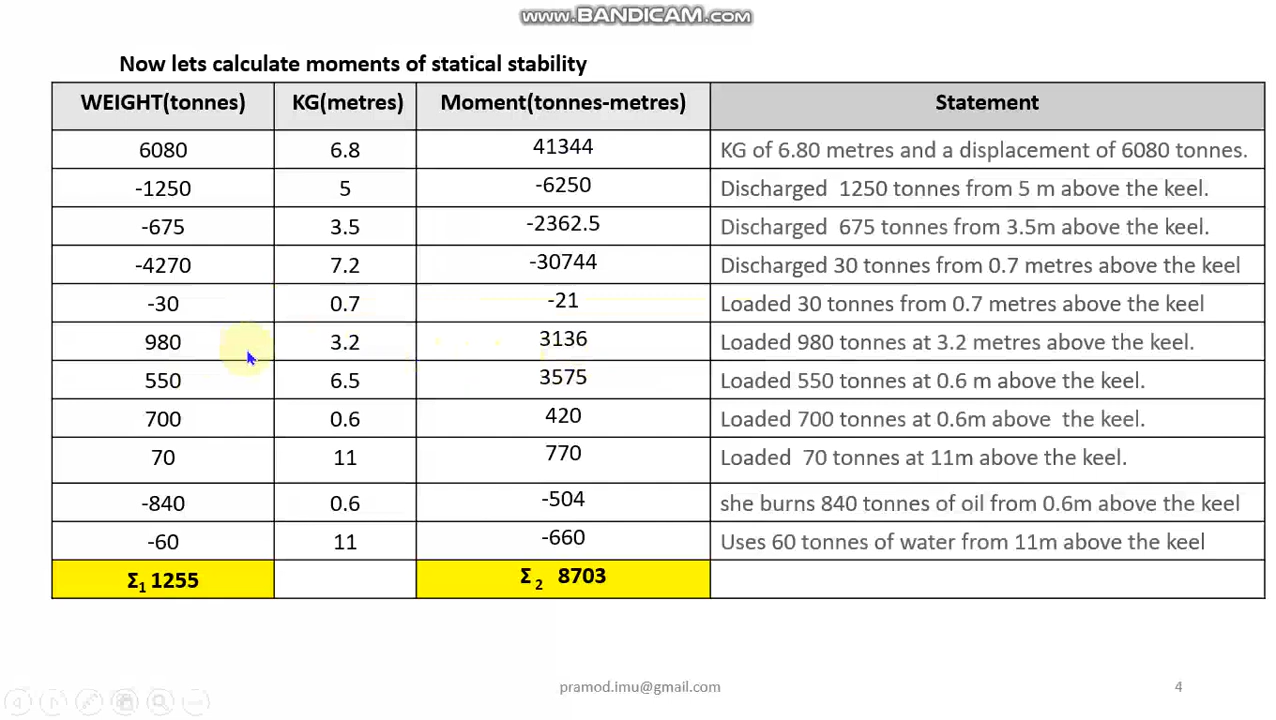 www.BANDICAM.com
Now lets calculate moments of statical stability
WEIGHT(tonnes) KG(metres) Moment(tonnes-metres) Statement
6080 6.8 41344 KG of 6.80 metres and a displacement of 6080 tonnes.
-1250 5 -6250 Discharged 1250 tonnes from 5 m above the keel.
-675 3.5 -2362.5 Discharged 675 tonnes from 3.5m above the keel.
-4270 7.2 -30744 Discharged 30 tonnes from 0.7 metres above the keel
-30 0.7 -21 Loaded 30 tonnes from 0.7 metres above the keel
980 3.2 3136 Loaded 980 tonnes at 3.2 metres above the keel.
550 6.5 3575 Loaded 550 tonnes at 0.6 m above the keel.
700 0.6 420 Loaded 700 tonnes at 0.6m above the keel.
70 11 770 Loaded 70 tonnes at 11m above the keel.
-840 0.6 -504 she burns 840 tonnes of oil from 0.6m above the keel
-60 11 -660 Uses 60 tonnes of water from 11m above the keel
Σ₁ 1255 Σ ₂ 8703
pramod.imu@gmail.com 4